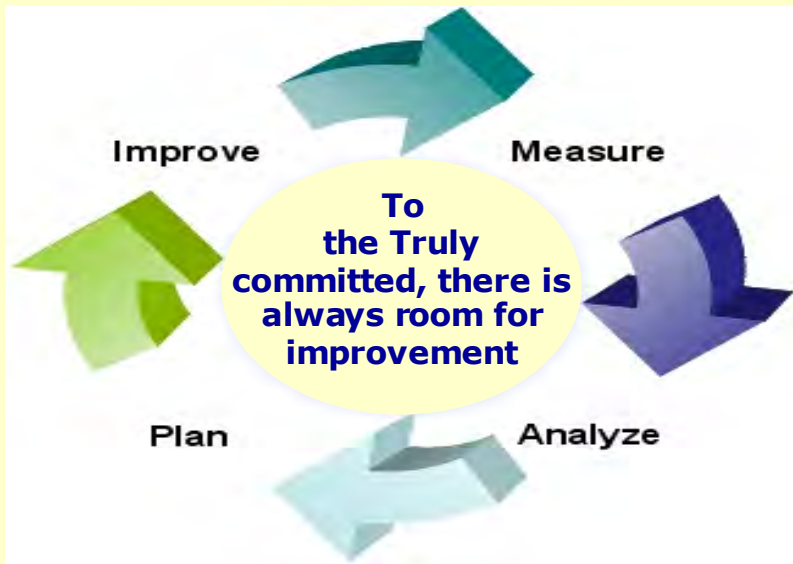 Improve
Measure
To
the Truly
committed, there is
always room for
improvement
Plan
Analyze